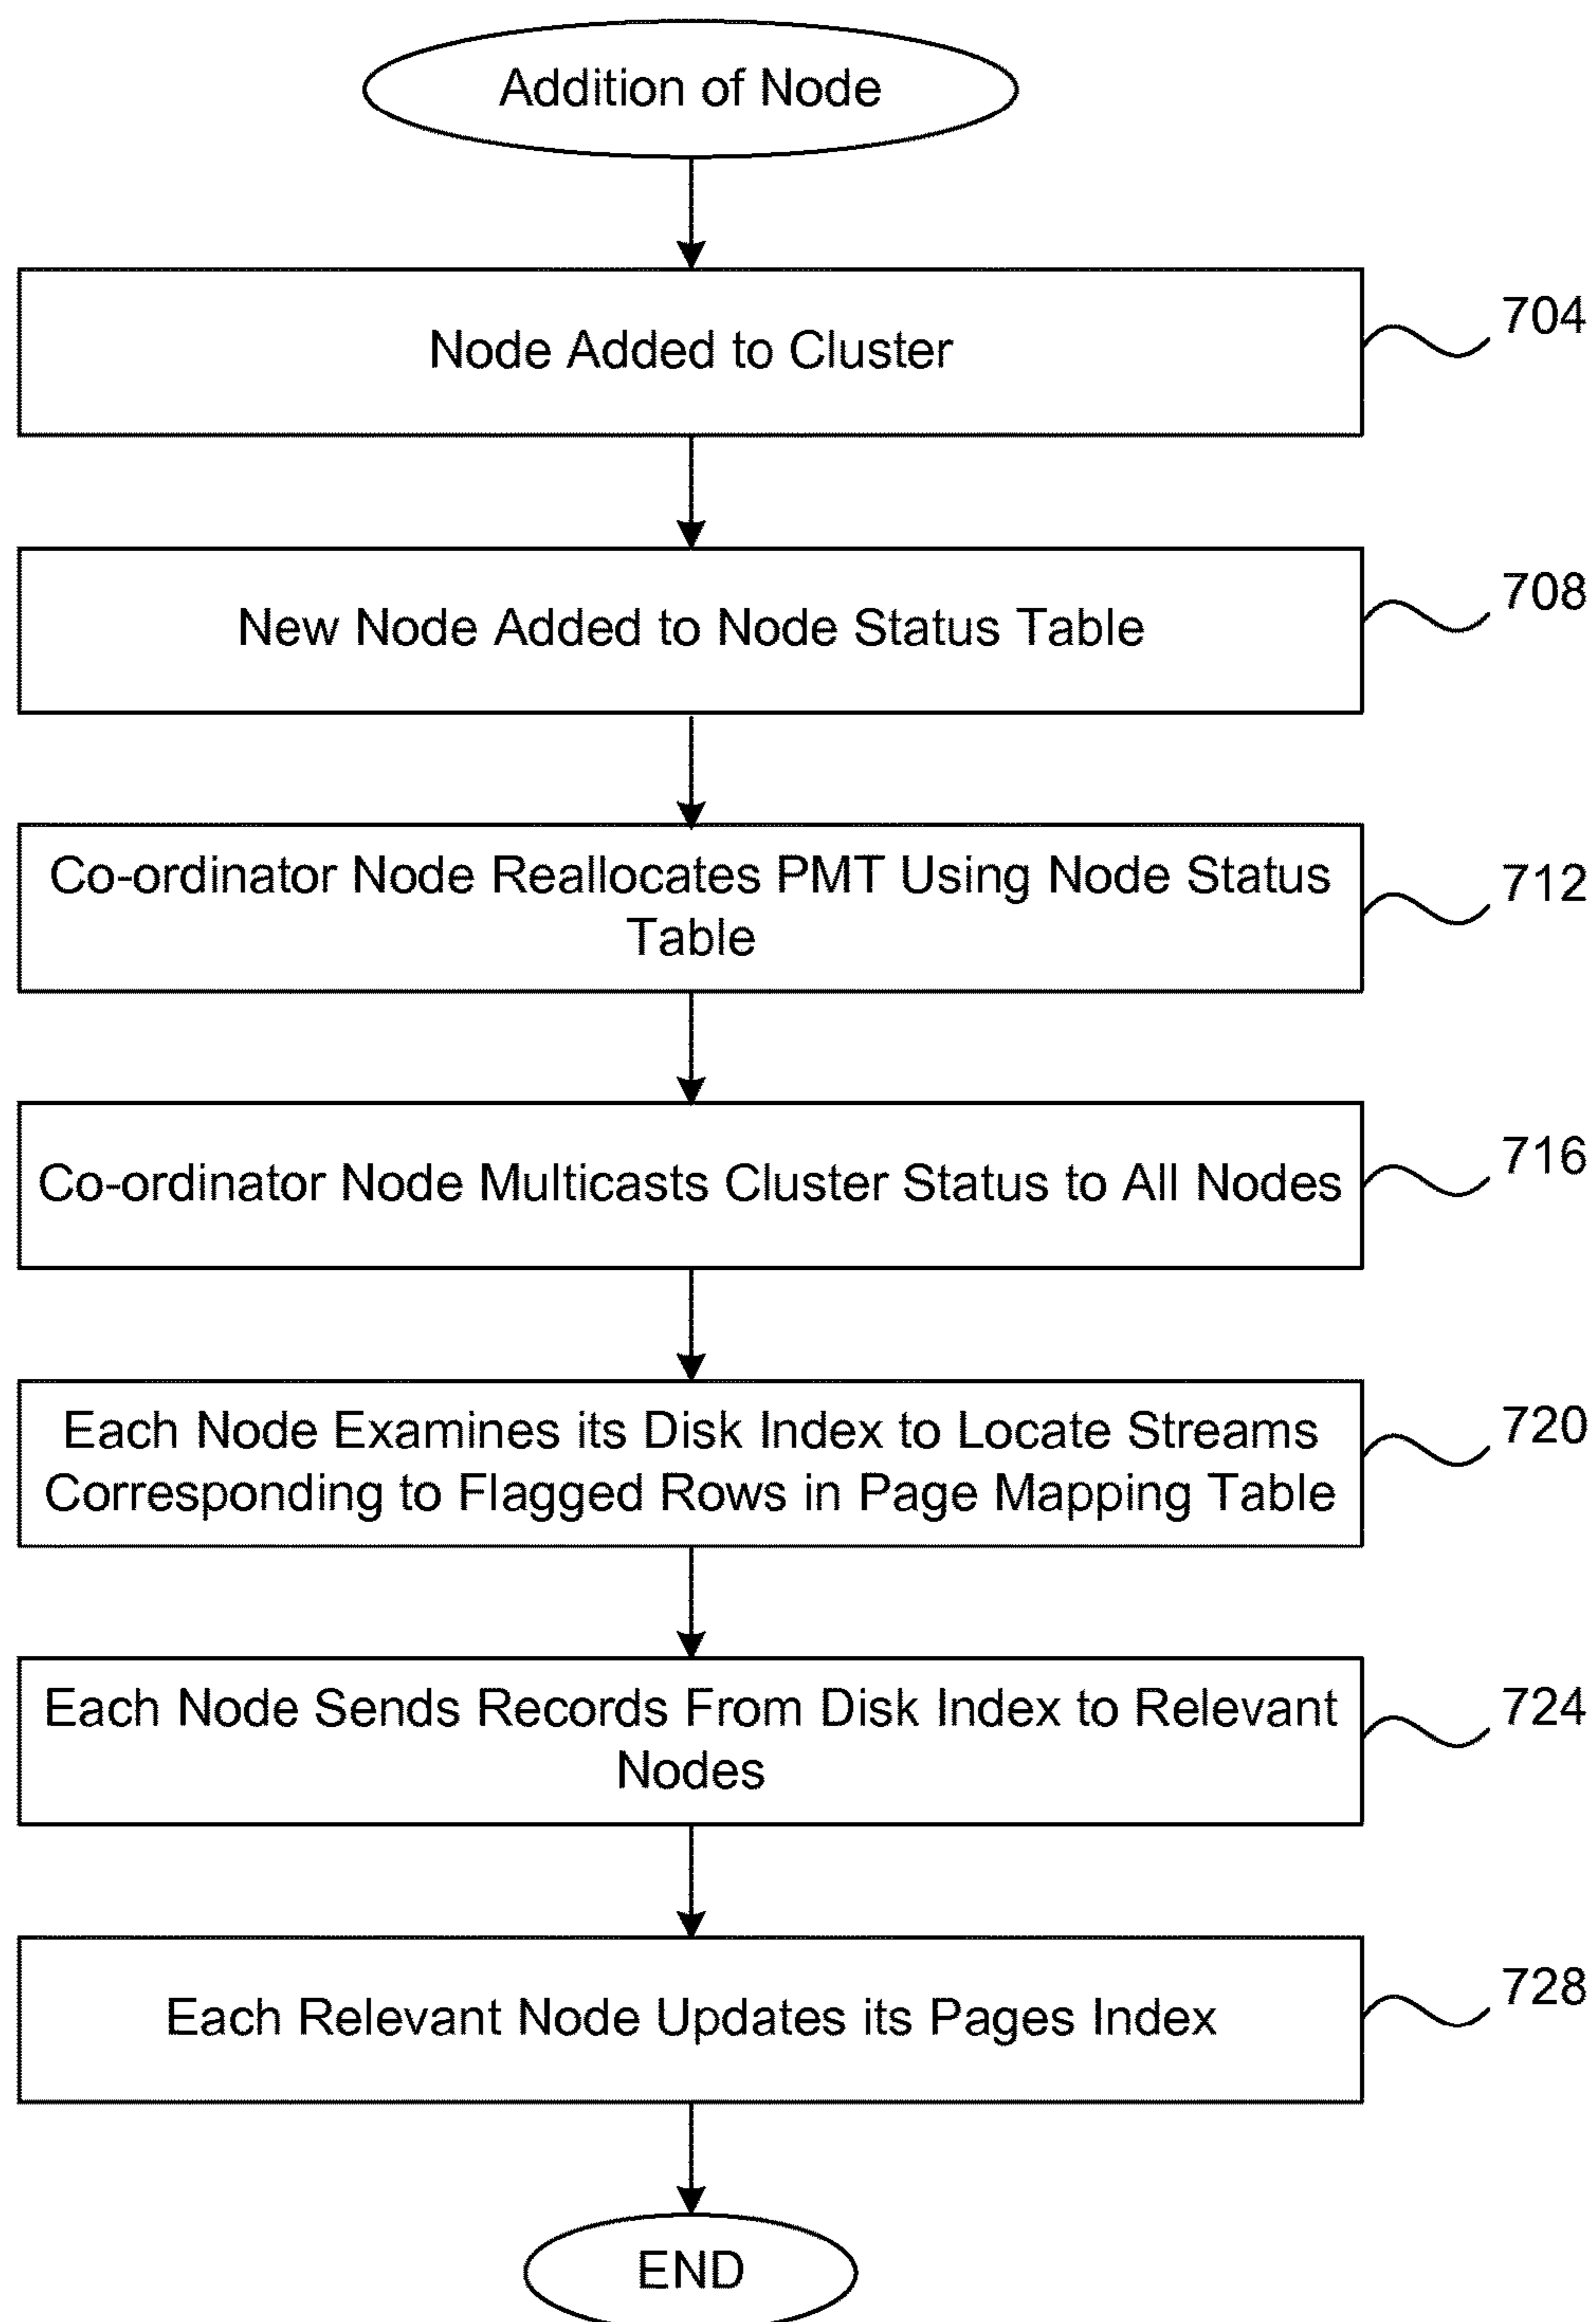 Addition of Node
Node Added to Cluster
704
New Node Added to Node Status Table
708
Co-ordinator Node Reallocates PMT Using Node Status
Table
712
Co-ordinator Node Multicasts Cluster Status to All Nodes
716
Each Node Examines its Disk Index to Locate Streams
Corresponding to Flagged Rows in Page Mapping Table
720
Each Node Sends Records From Disk Index to Relevant
Nodes
724
Each Relevant Node Updates its Pages Index
728
END